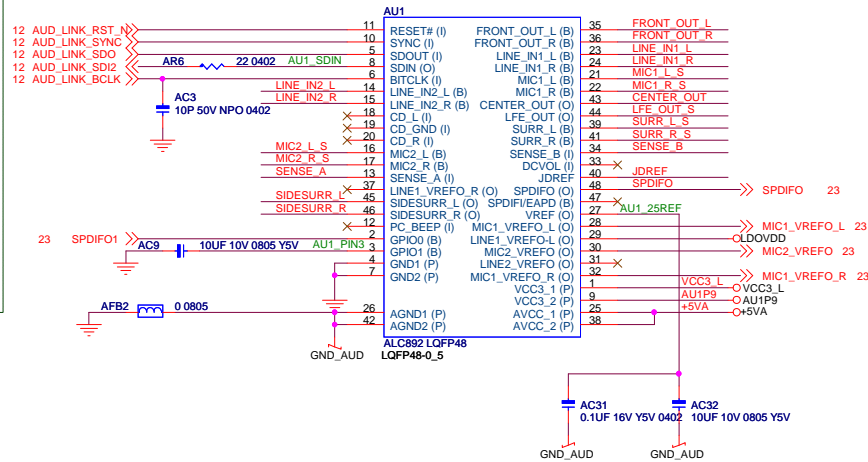 AU1
12 AUD_LINK_RST_N 11 RESET# (I) FRONT_OUT_L (B) 35 FRONT_OUT_L
12 AUD_LINK_SYNC 10 SYNC (I) FRONT_OUT_R (B) 36 FRONT_OUT_R
12 AUD_LINK_SDO 5 SDOUT (I) LINE_IN1_L (B) 23 LINE_IN1_L
12 AUD_LINK_SDI2 AR6 22 0402 AU1_SDIN 8 SDIN (O) LINE_IN1_R (B) 24 LINE_IN1_R
12 AUD_LINK_BCLK 6 BITCLK (I) MIC1_L (B) 21 MIC1_L_S
LINE_IN2_L 14 LINE_IN2_L (B) MIC1_R (B) 22 MIC1_R_S
AC3 LINE_IN2_R 15 LINE_IN2_R (B) CENTER_OUT (O) 43 CENTER_OUT
10P 50V NPO 0402 18 CD_L (I) LFE_OUT (O) 44 LFE_OUT_S
19 CD_GND (I) SURR_L (B) 39 SURR_L_S
20 CD_R (I) SURR_R (B) 41 SURR_R_S
MIC2_L_S 16 MIC2_L (B) SENSE_B (I) 34 SENSE_B
MIC2_R_S 17 MIC2_R (B) DCVOL (I) 33
SENSE_A 13 SENSE_A (I) JDREF 40 JDREF
37 LINE1_VREFO_R (O) SPDIFO (O) 48 SPDIFO SPDIFO 23
SIDESURR_L 45 SIDESURR_L (O) SPDIFI/EAPD (B) 47
SIDESURR_R 46 SIDESURR_R (O) VREF (O) 27 AU1_25REF
12 PC_BEEP (I) MIC1_VREFO_L (O) 28 MIC1_VREFO_L 23
23 SPDIFO1 2 GPIO0 (B) LINE1_VREFO-L (O) 29 LDOVDD
AC9 10UF 10V 0805 Y5V AU1_PIN3 3 GPIO1 (B) MIC2_VREFO (O) 30 MIC2_VREFO 23
4 GND1 (P) LINE2_VREFO (O) 31
7 GND2 (P) MIC1_VREFO_R (O) 32 MIC1_VREFO_R 23
VCC3_1 (P) 1 VCC3_L VCC3_L
VCC3_2 (P) 9 AU1P9 AU1P9
AFB2 0 0805 26 AGND1 (P) AVCC_1 (P) 25 +5VA +5VA
42 AGND2 (P) AVCC_2 (P) 38
ALC892 LQFP48
GND_AUD LQFP48-0_5
AC31 AC32
0.1UF 16V Y5V 0402 10UF 10V 0805 Y5V
GND_AUD GND_AUD